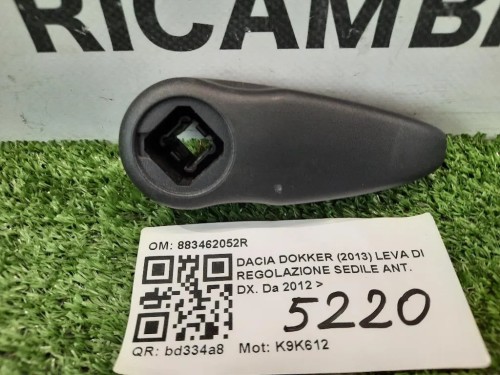 RICAMBI
OM: 883462052R
DACIA DOKKER (2013) LEVA DI
REGOLAZIONE SEDILE ANT.
DX. Da 2012 >
5220
QR: bd334a8 Mot: K9K612